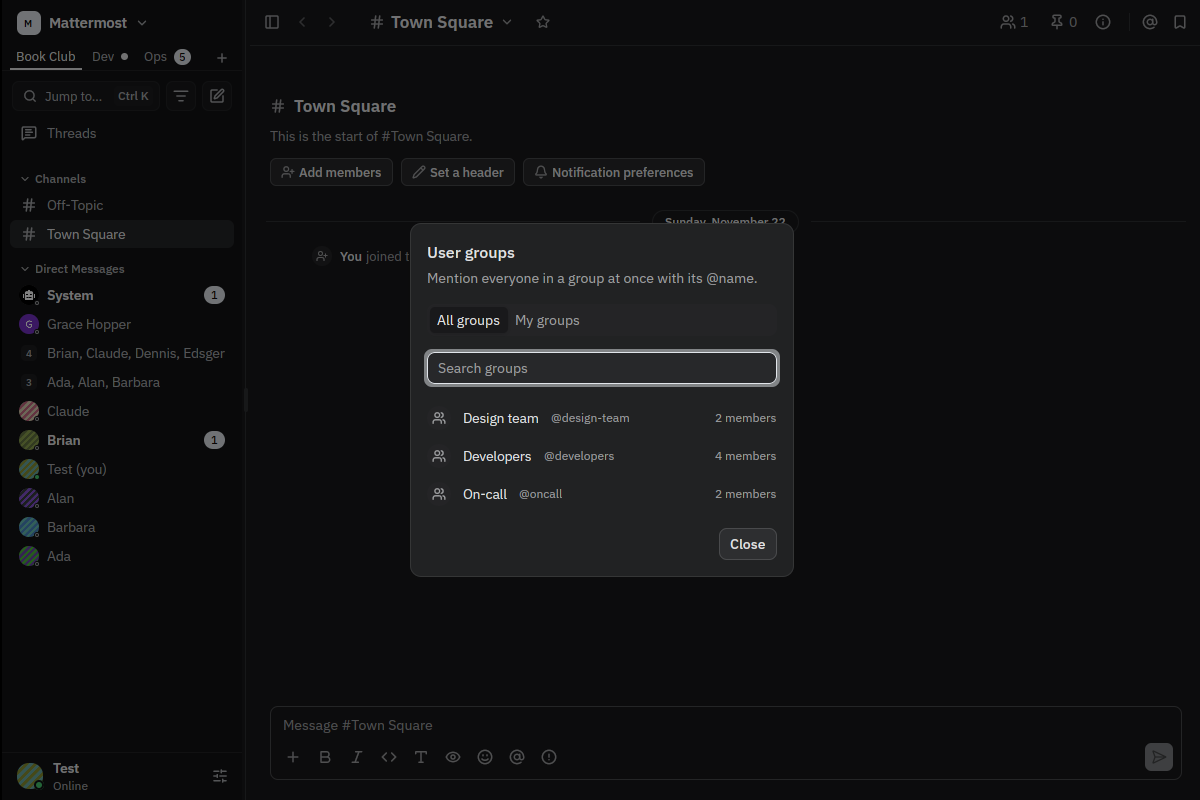 M Mattermost
Book Club Dev Ops 5
Jump to... Ctrl K
Threads
Channels
Off-Topic
Town Square
Direct Messages
System 1
G Grace Hopper
4 Brian, Claude, Dennis, Edsger
3 Ada, Alan, Barbara
Claude
Brian 1
Test (you)
Alan
Barbara
Ada
Test
Online
# Town Square 1 0
# Town Square
This is the start of #Town Square.
Add members Set a header Notification preferences
Sunday, November 22
You joined t
User groups
Mention everyone in a group at once with its @name.
All groups My groups
Search groups
Design team @design-team 2 members
Developers @developers 4 members
On-call @oncall 2 members
Close
Message #Town Square